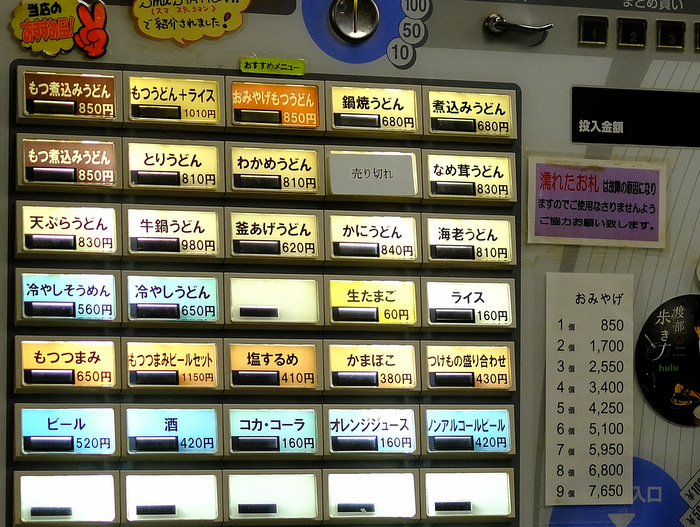 当店の
おすすめ品!
(スマ ステーション)
で紹介されました!
100
50
10
まとめ買い
1
2
3
おすすめメニュー
もつ煮込みうどん
850円
もつうどん+ライス
1010円
おみやげもつうどん
850円
鍋焼うどん
680円
煮込みうどん
680円
もつ煮込みうどん
850円
とりうどん
810円
わかめうどん
810円
売り切れ
なめ茸うどん
830円
天ぷらうどん
830円
牛鍋うどん
980円
釜あげうどん
620円
かにうどん
840円
海老うどん
810円
冷やしそうめん
560円
冷やしうどん
650円
生たまご
60円
ライス
160円
もつつまみ
650円
もつつまみビールセット
1150円
塩するめ
410円
かまぼこ
380円
つけもの盛り合わせ
430円
ビール
520円
酒
420円
コカ・コーラ
160円
オレンジジュース
160円
ノンアルコールビール
420円
投入金額
濡れたお札は故障の原因になり
ますのでご使用なさりませんよう
ご協力お願い致します。
おみやげ
1個 850
2個 1,700
3個 2,550
4個 3,400
5個 4,250
6個 5,100
7個 5,950
8個 6,800
9個 7,650
渡部の
歩き方
hulu
入口